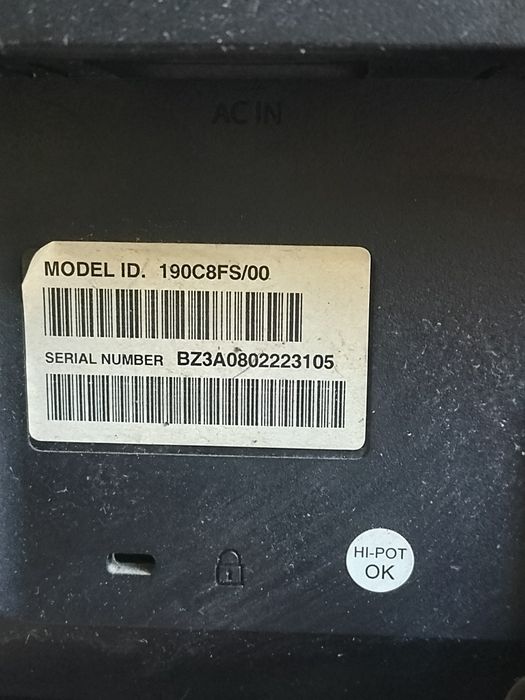 AC IN
MODEL ID. 190C8FS/00
SERIAL NUMBER BZ3A0802223105
HI-POT
OK